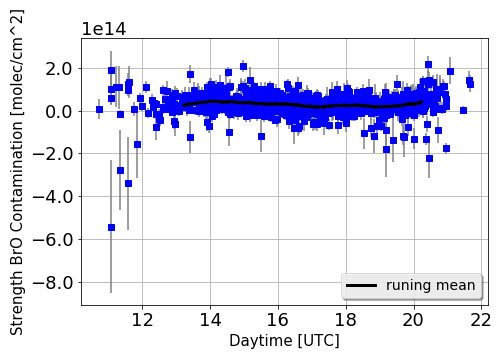 1e14
Strength BrO Contamination [molec/cm^2]
2.0
0.0
−2.0
−4.0
−6.0
−8.0
runing mean
12 14 16 18 20 22
Daytime [UTC]